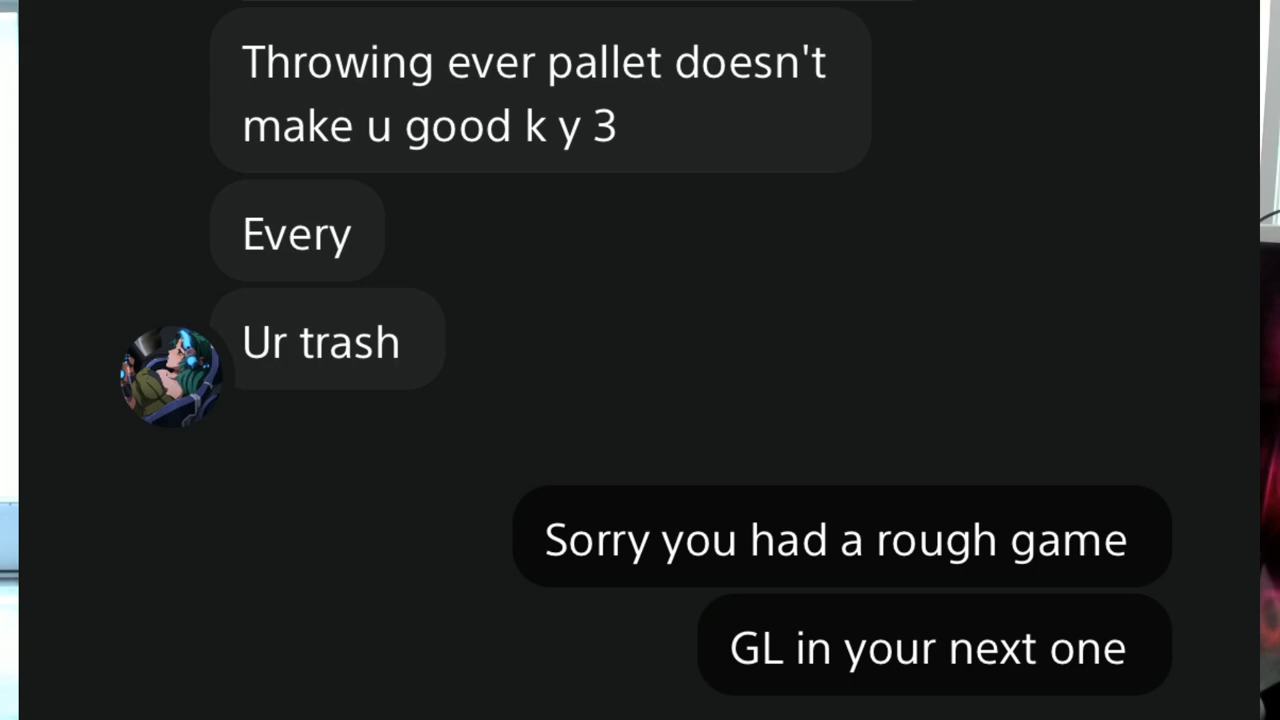 Throwing ever pallet doesn't
make u good k y 3
Every
Ur trash
Sorry you had a rough game
GL in your next one